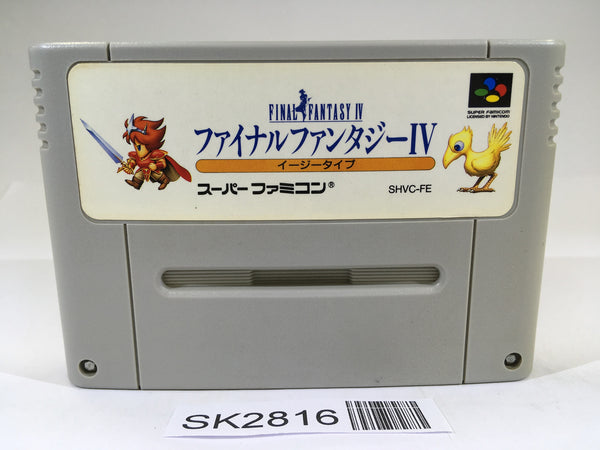 FINAL FANTASY IV
ファイナルファンタジーIV
イージータイプ
スーパーファミコン®
SHVC-FE
SUPER FAMICOM
LICENSED BY NINTENDO
SK2816